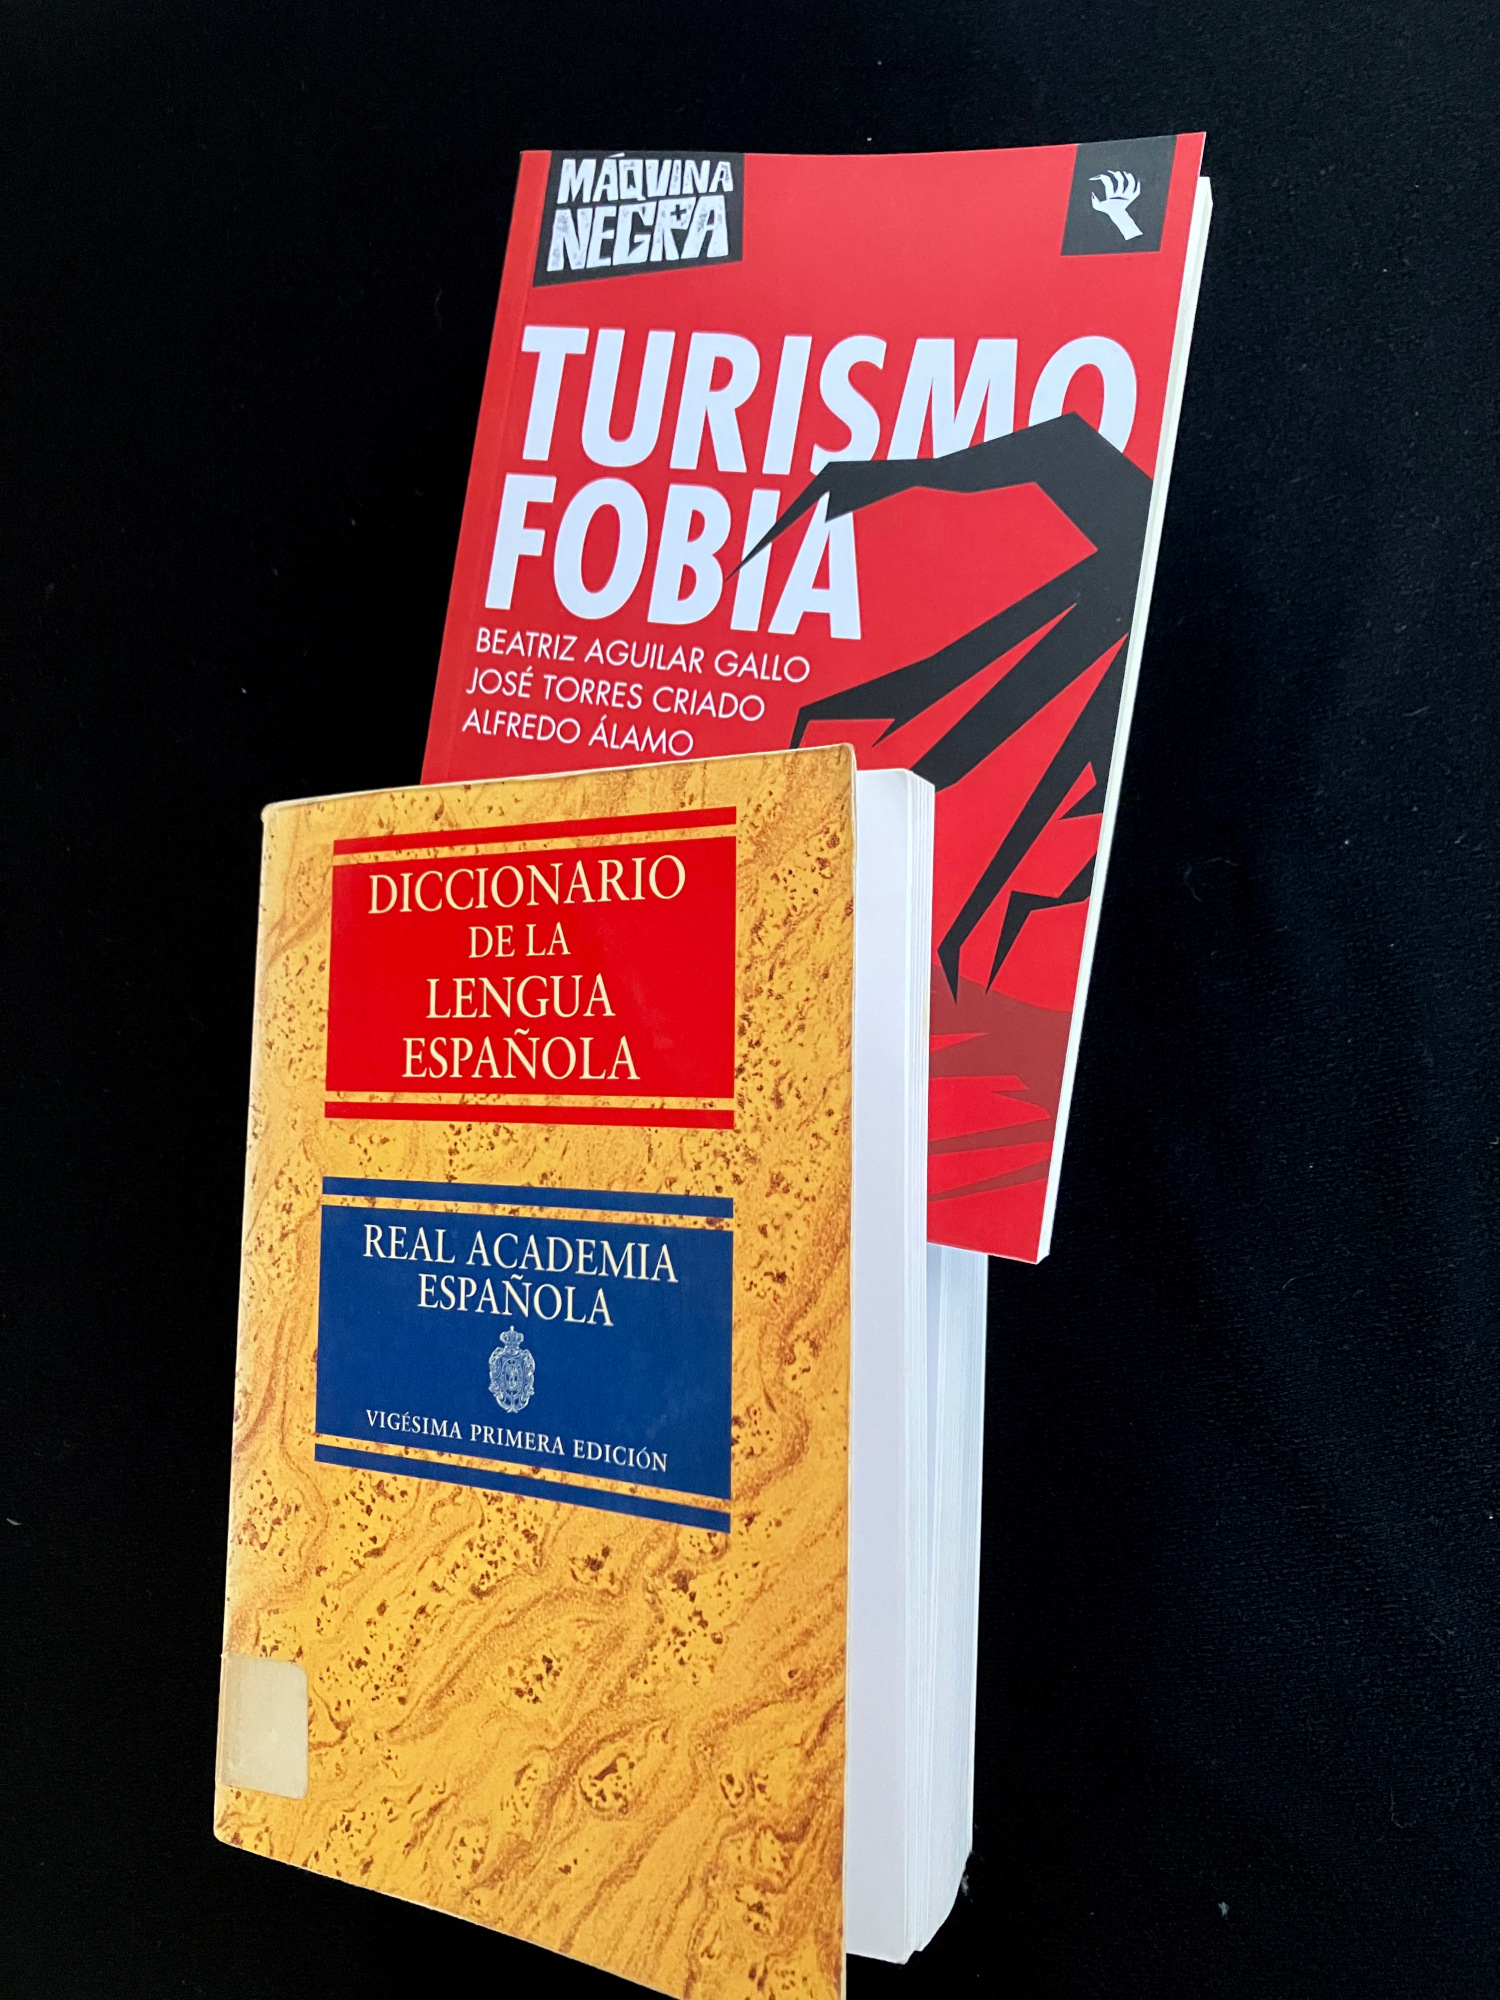 MÁQUINA
NEGRA
TURISMO
FOBIA
BEATRIZ AGUILAR GALLO
JOSÉ TORRES CRIADO
ALFREDO ÁLAMO
DICCIONARIO
DE LA
LENGUA
ESPAÑOLA
REAL ACADEMIA
ESPAÑOLA
VIGÉSIMA PRIMERA EDICIÓN